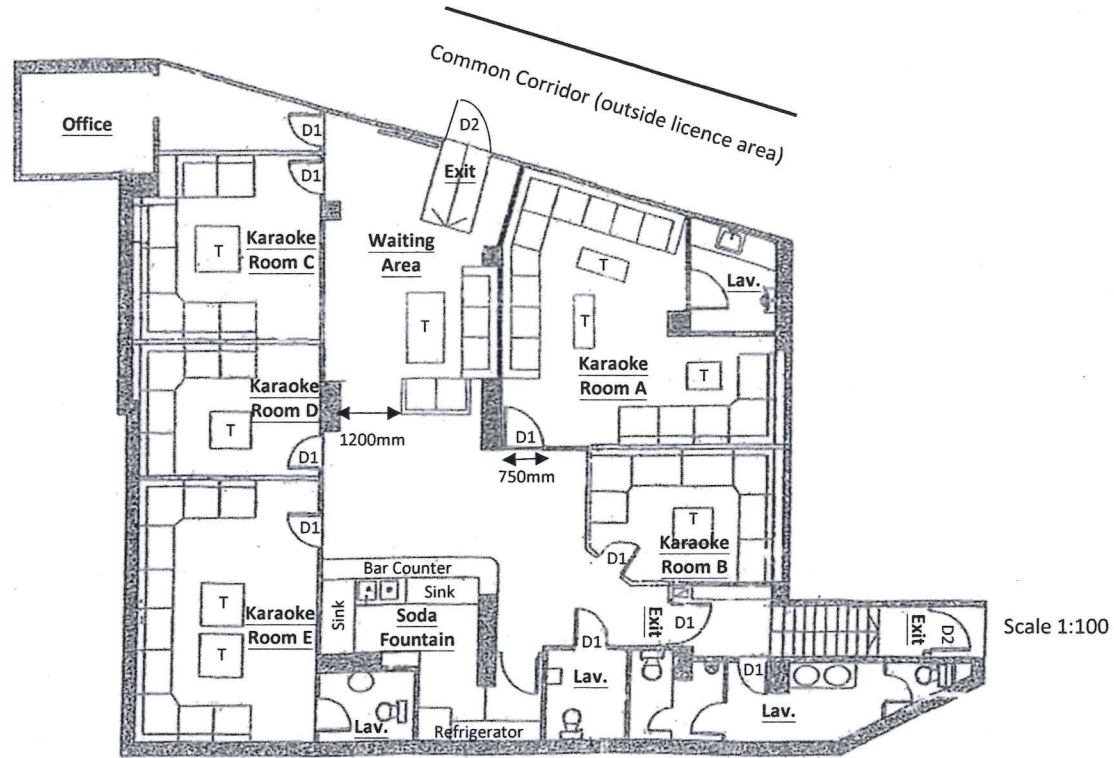 Common Corridor (outside licence area)
Office
D1
D2
Exit
D1
Karaoke
Room C
T
Waiting
Area
T
T
T
Lav.
Karaoke
Room A
T
Karaoke
Room D
T
D1
1200mm
D1
750mm
D1
T
Karaoke
Room B
D1
Bar Counter
Sink
Sink
Soda
Fountain
T
Karaoke
Room E
T
D1
Exit
D1
Exit
D2
Scale 1:100
Lav.
D1
Lav.
Lav.
Refrigerator